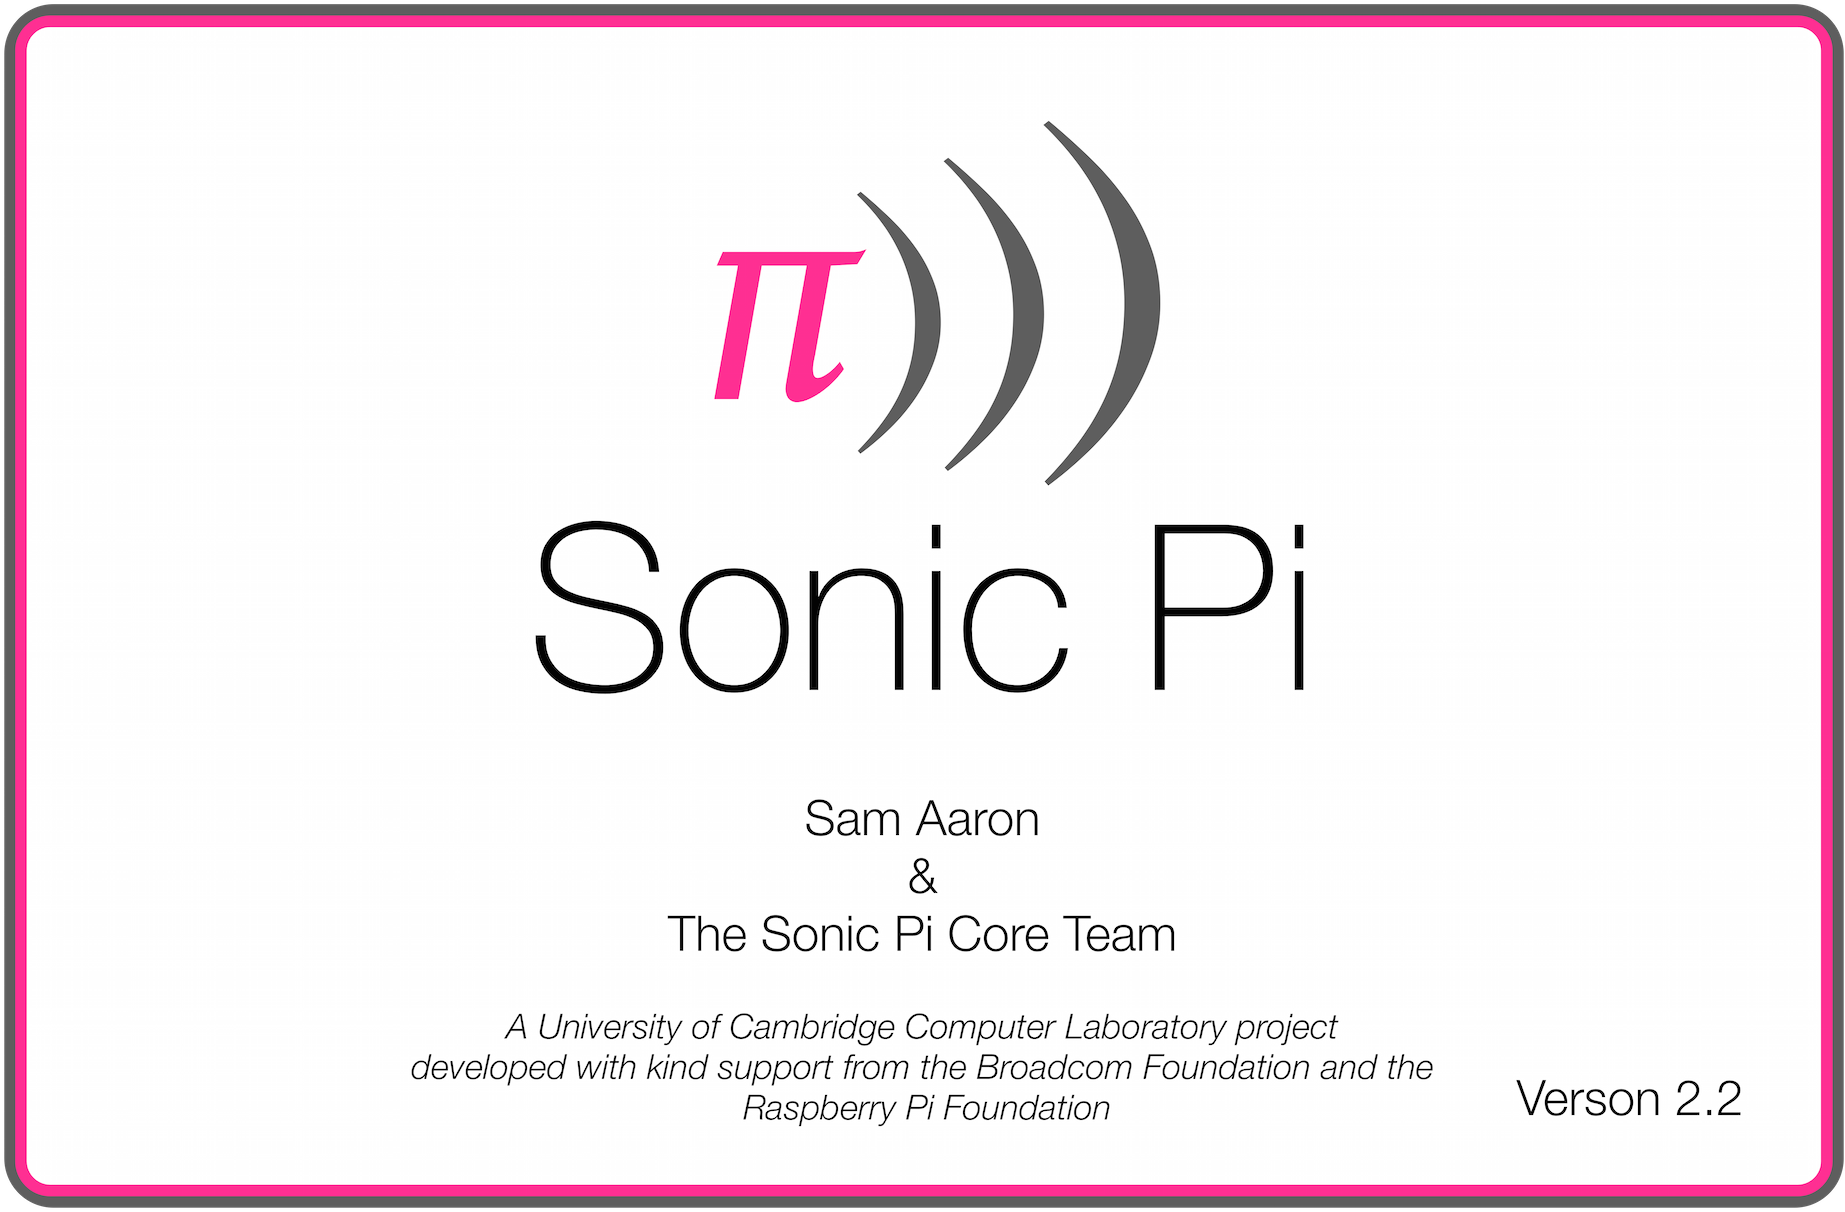 π)))
Sonic Pi
Sam Aaron
&
The Sonic Pi Core Team
A University of Cambridge Computer Laboratory project
developed with kind support from the Broadcom Foundation and the
Raspberry Pi Foundation
Verson 2.2